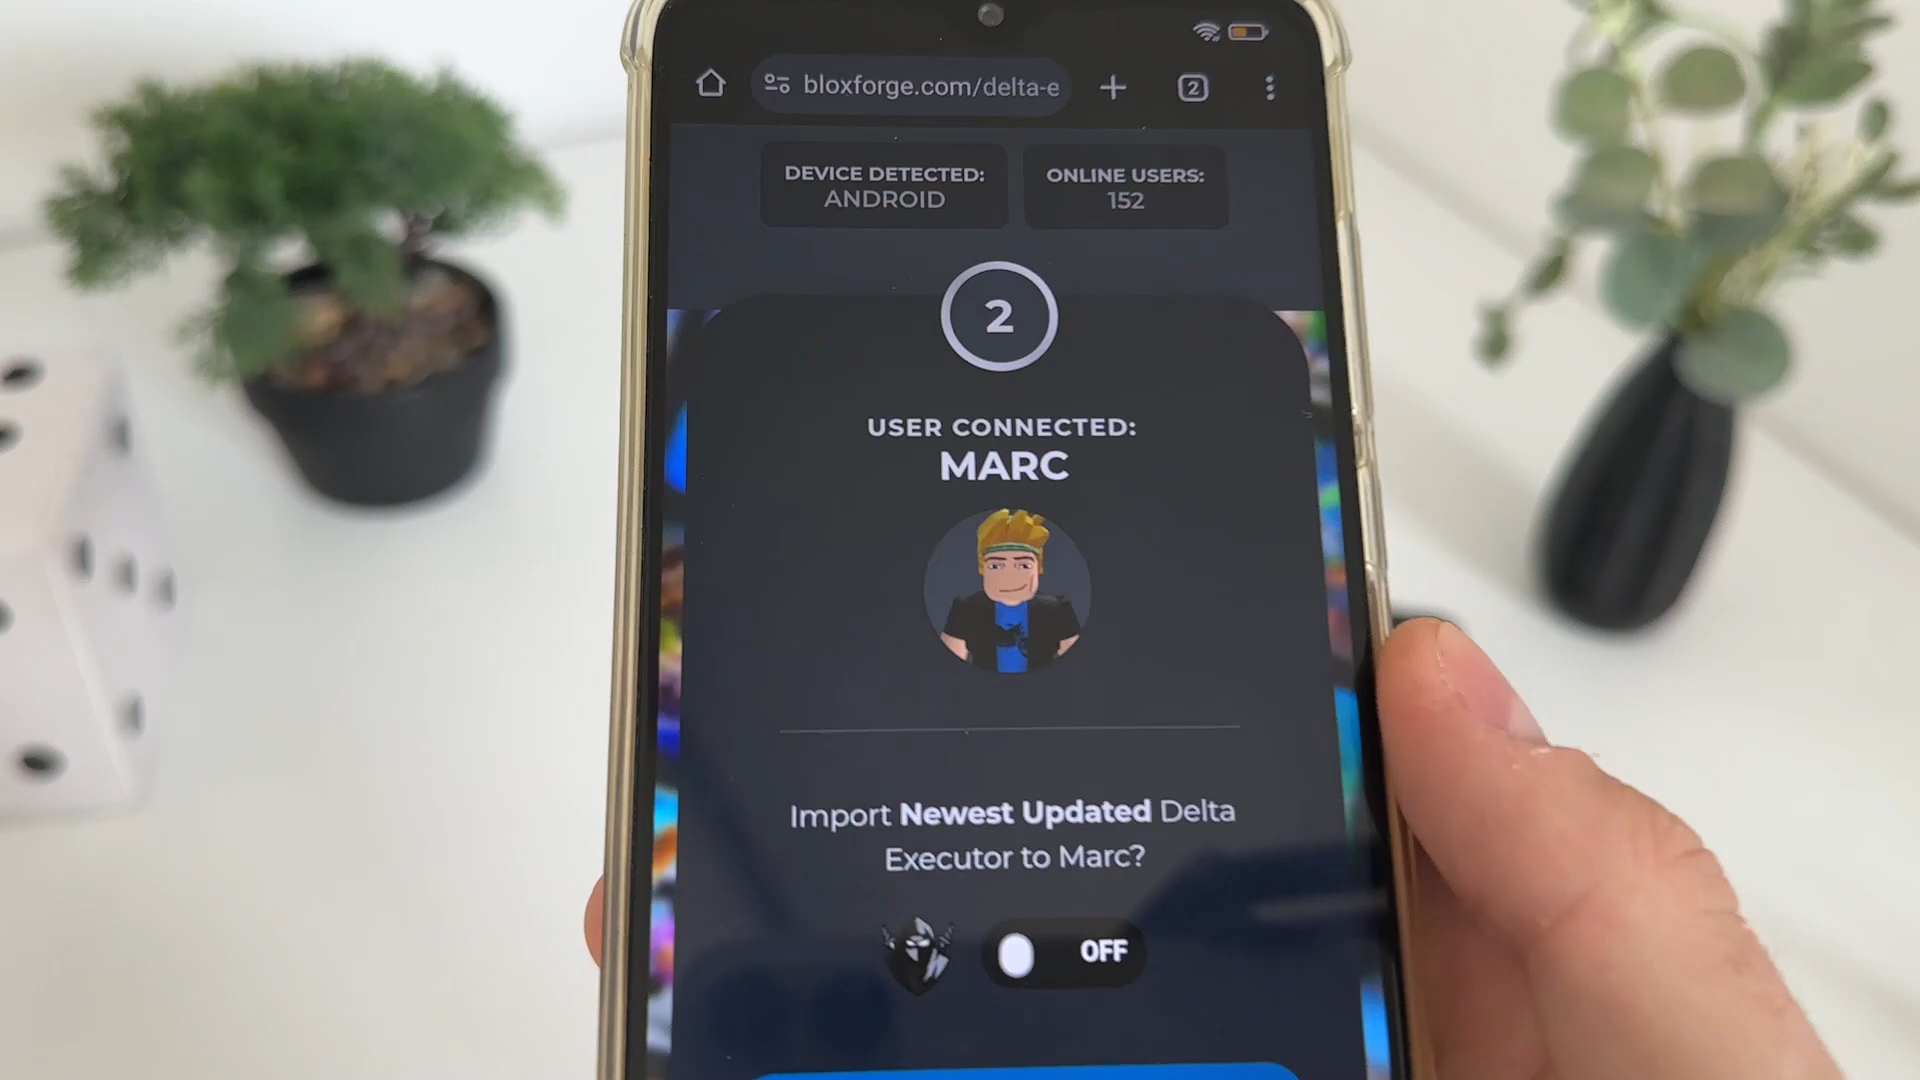 bloxforge.com/delta-e
2
DEVICE DETECTED:
ANDROID
ONLINE USERS:
152
2
USER CONNECTED:
MARC
Import Newest Updated Delta
Executor to Marc?
OFF